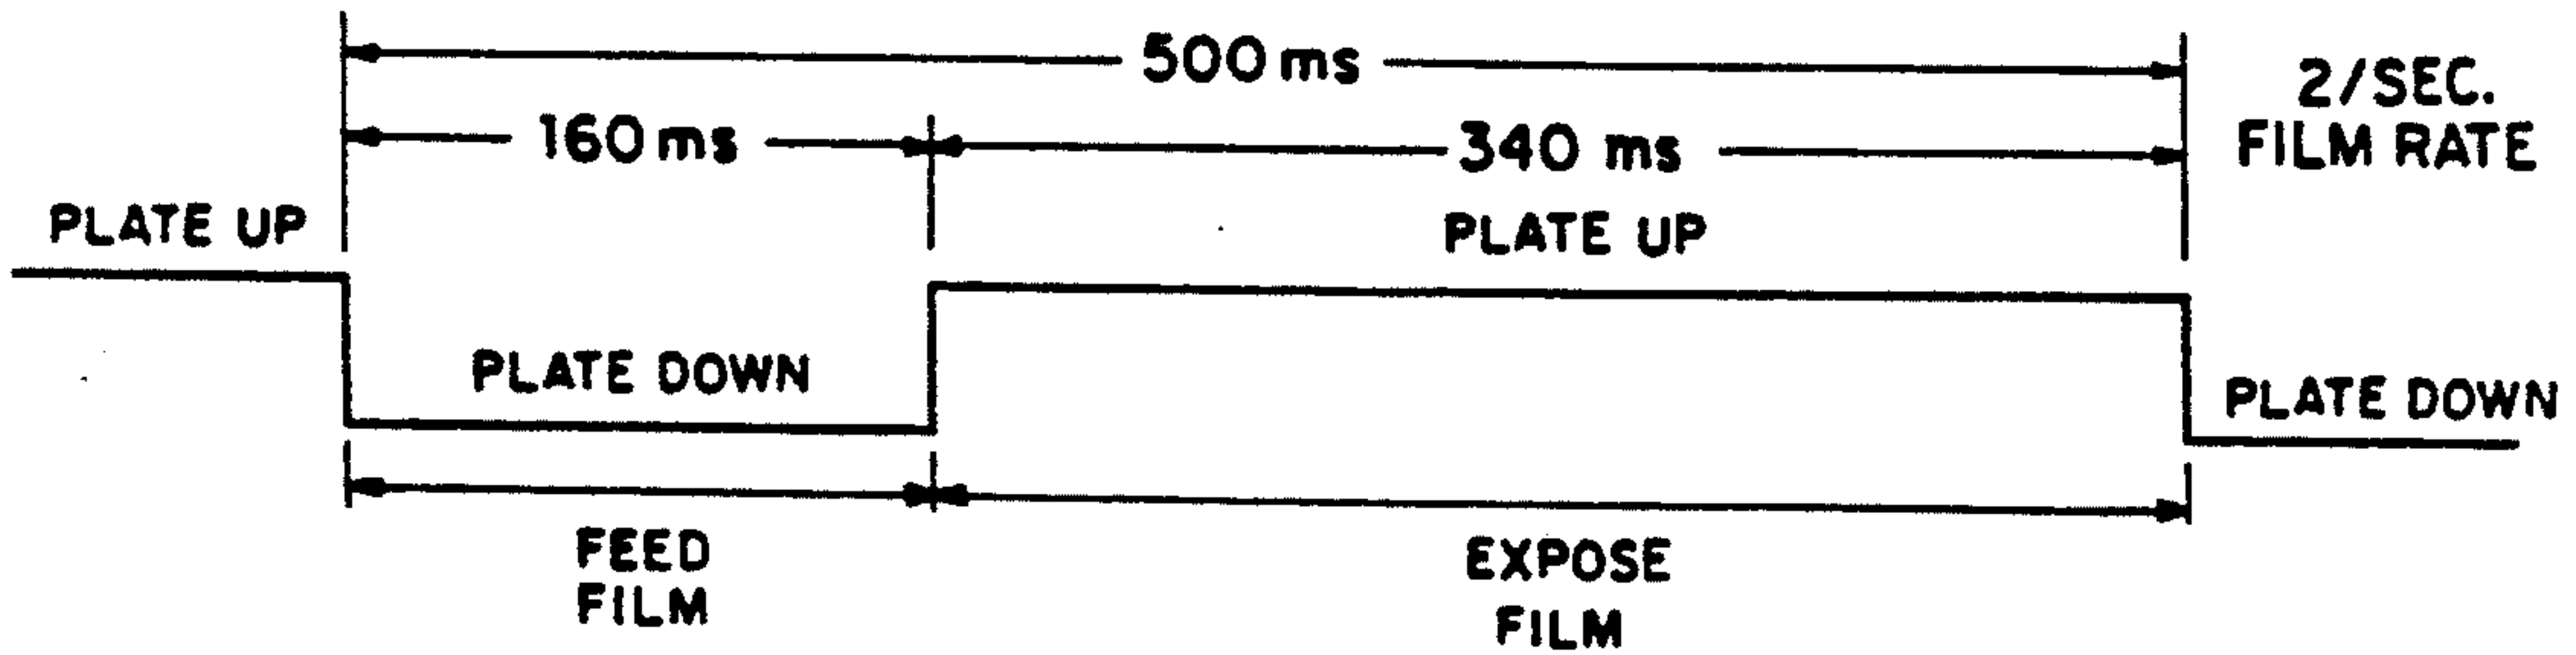 500 ms
2/SEC.
FILM RATE
160 ms
340 ms
PLATE UP
PLATE UP
PLATE DOWN
PLATE DOWN
FEED
FILM
EXPOSE
FILM